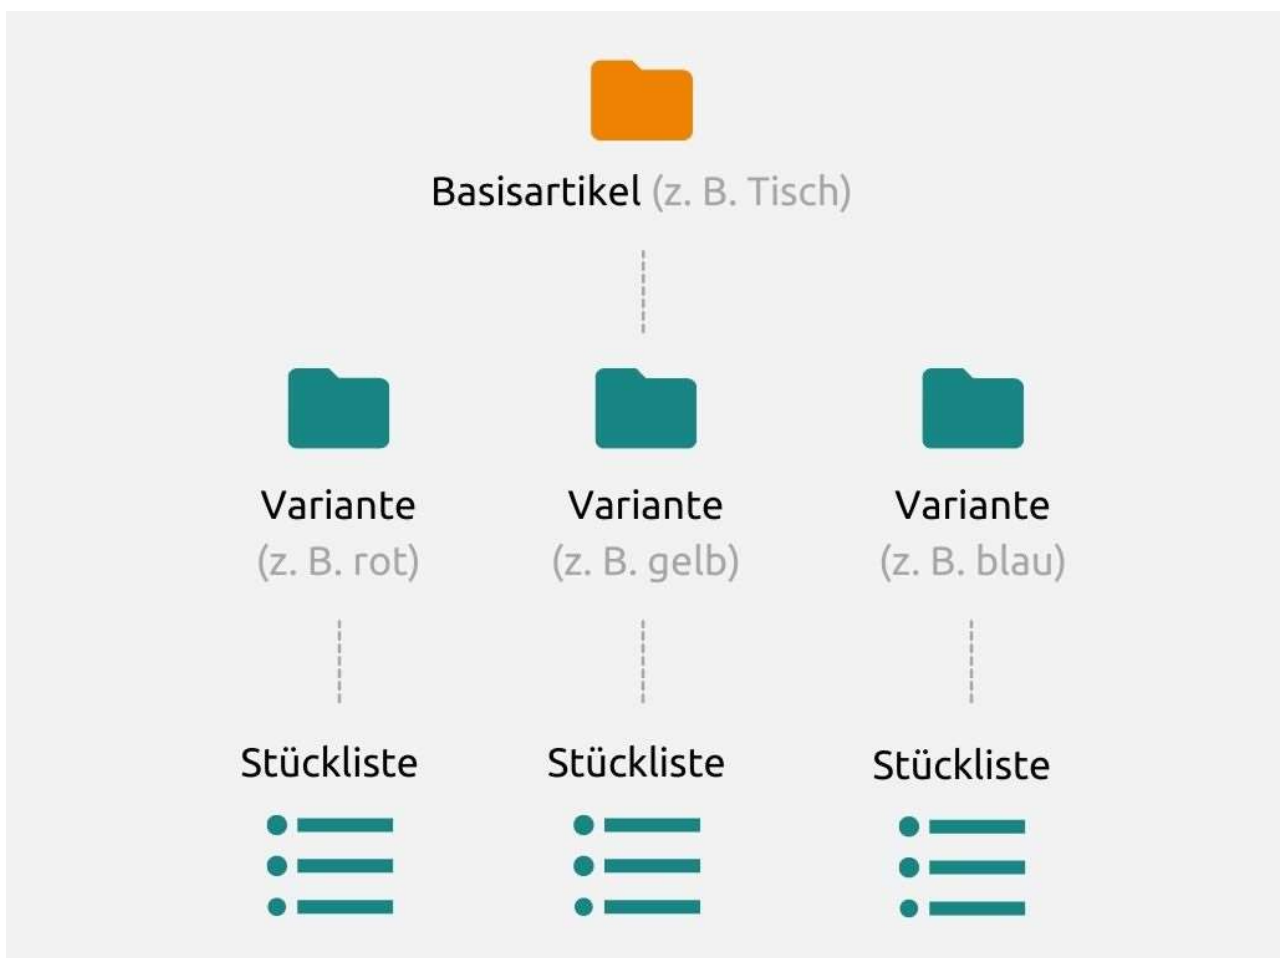 Basisartikel (z. B. Tisch)
Variante
(z. B. rot)
Variante
(z. B. gelb)
Variante
(z. B. blau)
Stückliste
Stückliste
Stückliste